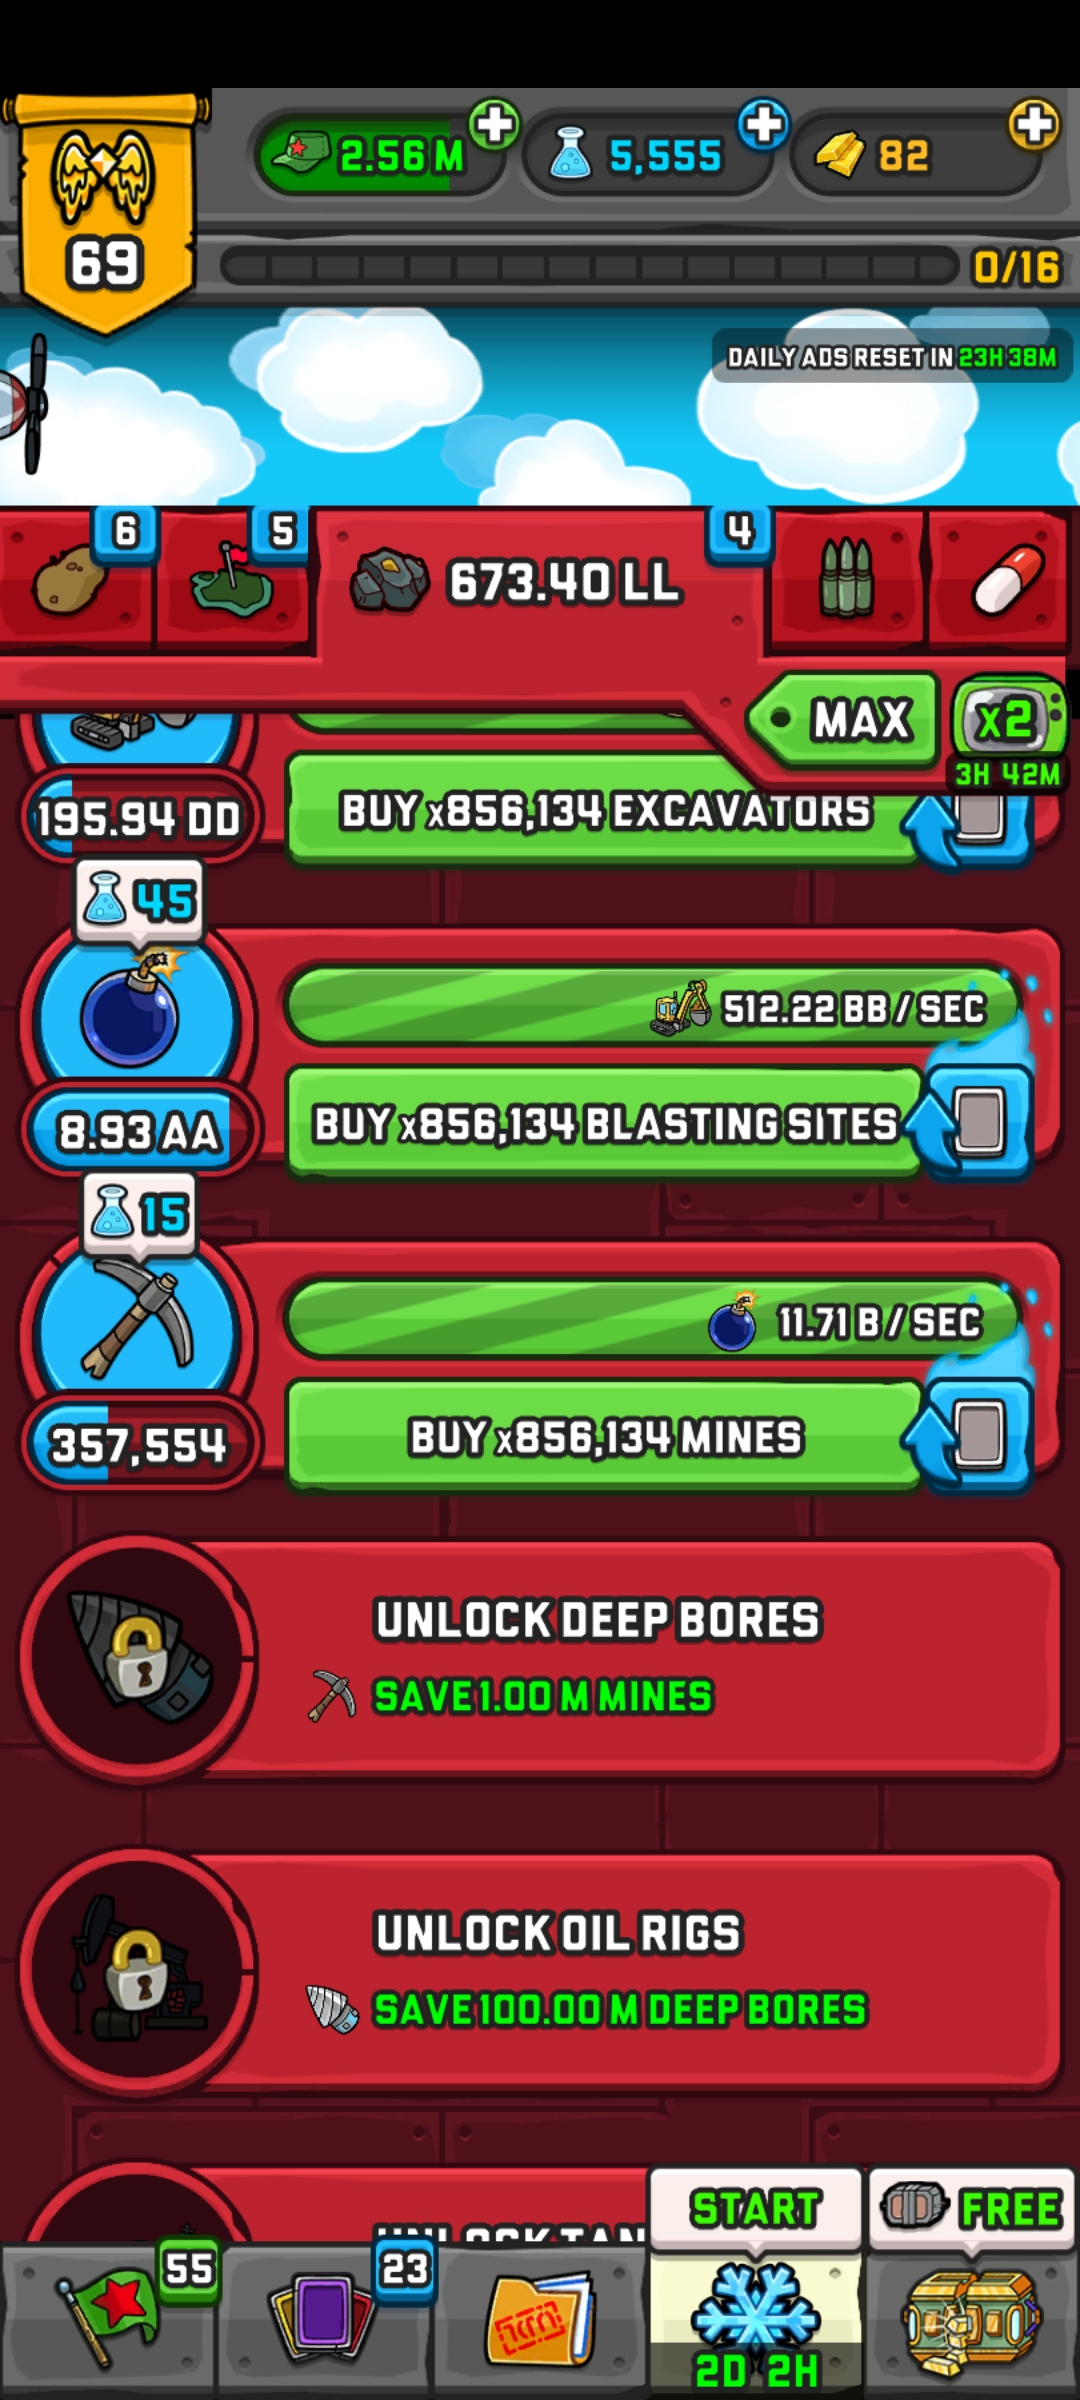 2.56 M
5,555
82
69
0/16
DAILY ADS RESET IN 23H 38M
6
5
673.40 LL
4
MAX
x2
3H 42M
195.94 DD
BUY x856,134 EXCAVATORS
45
512.22 BB / SEC
8.93 AA
BUY x856,134 BLASTING SITES
15
11.71 B / SEC
357,554
BUY x856,134 MINES
UNLOCK DEEP BORES
SAVE 1.00 M MINES
UNLOCK OIL RIGS
SAVE 100.00 M DEEP BORES
UNLOCK TAN
START
FREE
55
23
2D 2H